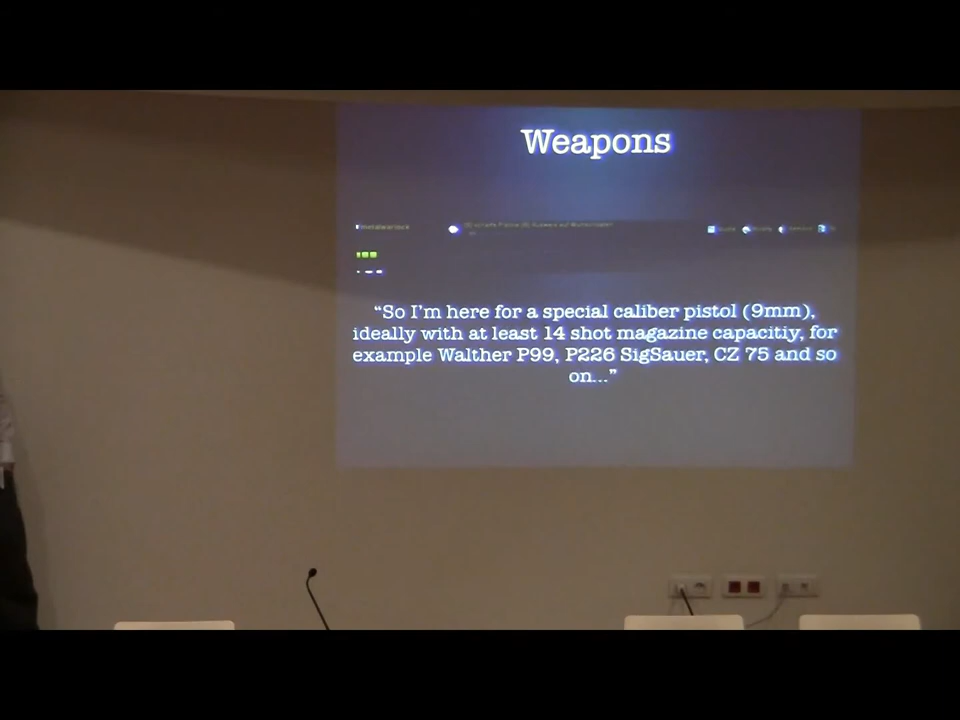 Weapons
“So I’m here for a special caliber pistol (9mm),
ideally with at least 14 shot magazine capacitiy, for
example Walther P99, P226 SigSauer, CZ 75 and so
on...”